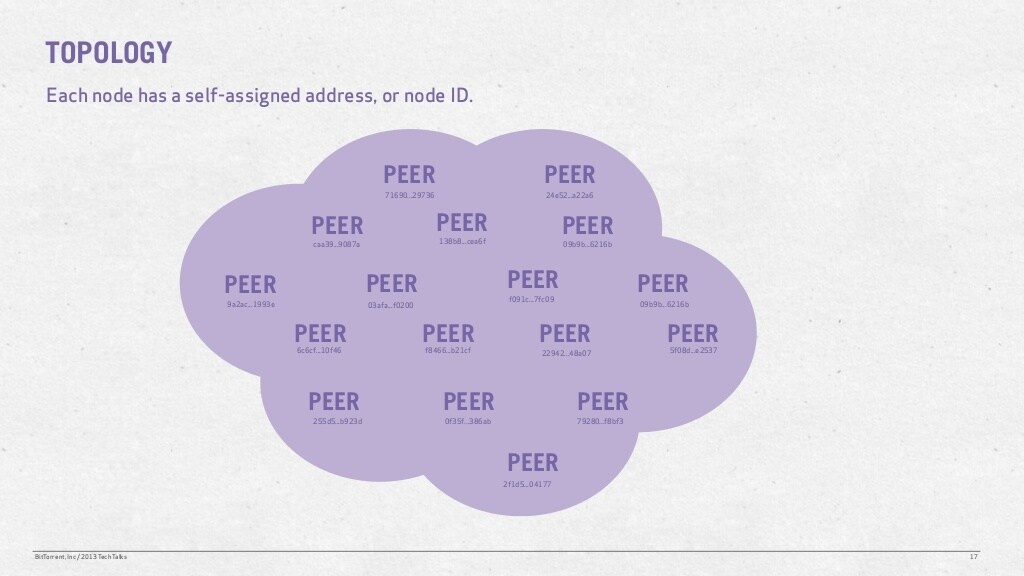 TOPOLOGY
Each node has a self-assigned address, or node ID.
PEER
71690...29736
PEER
24e52...a22a6
PEER
caa39...9087a
PEER
138b8...cea6f
PEER
09b9b...6216b
PEER
9a2ac...1993e
PEER
03afa...f0200
PEER
f091c...7fc09
PEER
09b9b...6216b
PEER
6c6cf...10f46
PEER
f8466...b21cf
PEER
22942...48a07
PEER
5f08d...e2537
PEER
255d5...b923d
PEER
0f35f...386ab
PEER
79280...f8bf3
PEER
2f1d5...04177
BitTorrent, Inc / 2013 Tech Talks
17